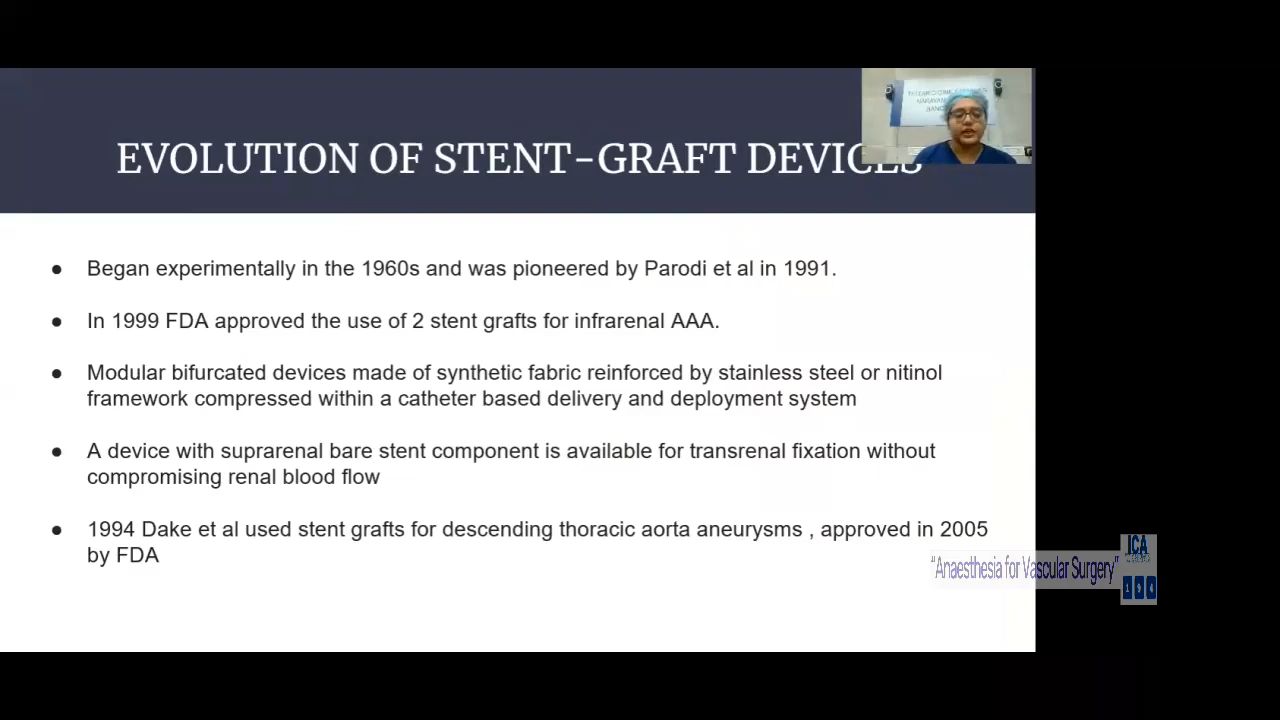 EVOLUTION OF STENT-GRAFT DEVICES
● Began experimentally in the 1960s and was pioneered by Parodi et al in 1991.
● In 1999 FDA approved the use of 2 stent grafts for infrarenal AAA.
● Modular bifurcated devices made of synthetic fabric reinforced by stainless steel or nitinol
framework compressed within a catheter based delivery and deployment system
● A device with suprarenal bare stent component is available for transrenal fixation without
compromising renal blood flow
● 1994 Dake et al used stent grafts for descending thoracic aorta aneurysms , approved in 2005
by FDA
"Anaesthesia for Vascular Surgery"
ICA